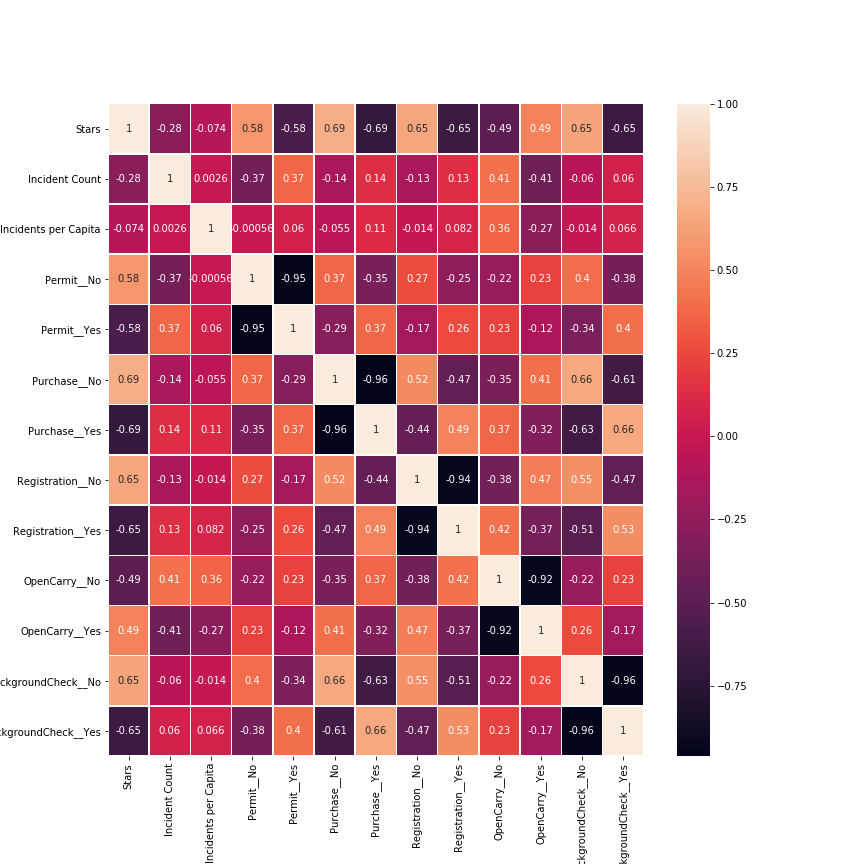 Stars 1 -0.28 -0.074 0.58 -0.58 0.69 -0.69 0.65 -0.65 -0.49 0.49 0.65 -0.65
Incident Count -0.28 1 0.0026 -0.37 0.37 -0.14 0.14 -0.13 0.13 0.41 -0.41 -0.06 0.06
Incidents per Capita -0.074 0.0026 1 -0.00056 0.06 -0.055 0.11 -0.014 0.082 0.36 -0.27 -0.014 0.066
Permit__No 0.58 -0.37 -0.00056 1 -0.95 0.37 -0.35 0.27 -0.25 -0.22 0.23 0.4 -0.38
Permit__Yes -0.58 0.37 0.06 -0.95 1 -0.29 0.37 -0.17 0.26 0.23 -0.12 -0.34 0.4
Purchase__No 0.69 -0.14 -0.055 0.37 -0.29 1 -0.96 0.52 -0.47 -0.35 0.41 0.66 -0.61
Purchase__Yes -0.69 0.14 0.11 -0.35 0.37 -0.96 1 -0.44 0.49 0.37 -0.32 -0.63 0.66
Registration__No 0.65 -0.13 -0.014 0.27 -0.17 0.52 -0.44 1 -0.94 -0.38 0.47 0.55 -0.47
Registration__Yes -0.65 0.13 0.082 -0.25 0.26 -0.47 0.49 -0.94 1 0.42 -0.37 -0.51 0.53
OpenCarry__No -0.49 0.41 0.36 -0.22 0.23 -0.35 0.37 -0.38 0.42 1 -0.92 -0.22 0.23
OpenCarry__Yes 0.49 -0.41 -0.27 0.23 -0.12 0.41 -0.32 0.47 -0.37 -0.92 1 0.26 -0.17
ckgroundCheck__No 0.65 -0.06 -0.014 0.4 -0.34 0.66 -0.63 0.55 -0.51 -0.22 0.26 1 -0.96
ckgroundCheck__Yes -0.65 0.06 0.066 -0.38 0.4 -0.61 0.66 -0.47 0.53 0.23 -0.17 -0.96 1
Stars
Incident Count
Incidents per Capita
Permit__No
Permit__Yes
Purchase__No
Purchase__Yes
Registration__No
Registration__Yes
OpenCarry__No
OpenCarry__Yes
ckgroundCheck__No
kgroundCheck__Yes
1.00
0.75
0.50
0.25
0.00
−0.25
−0.50
−0.75